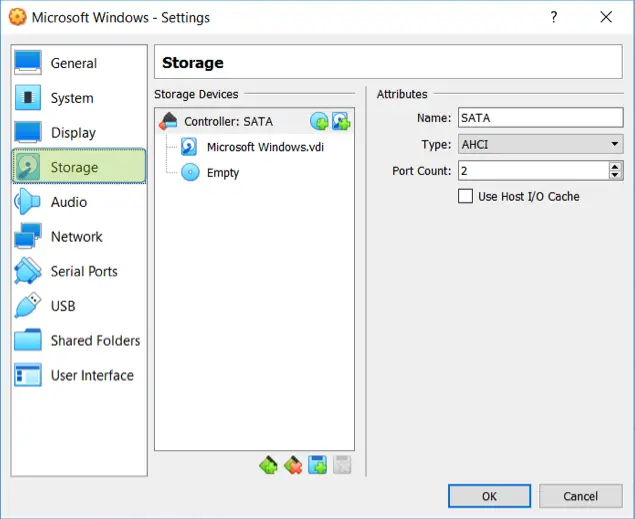 Microsoft Windows - Settings
General
System
Display
Storage
Audio
Network
Serial Ports
USB
Shared Folders
User Interface
Storage
Storage Devices
Controller: SATA
Microsoft Windows.vdi
Empty
Attributes
Name: SATA
Type: AHCI
Port Count: 2
Use Host I/O Cache
OK
Cancel